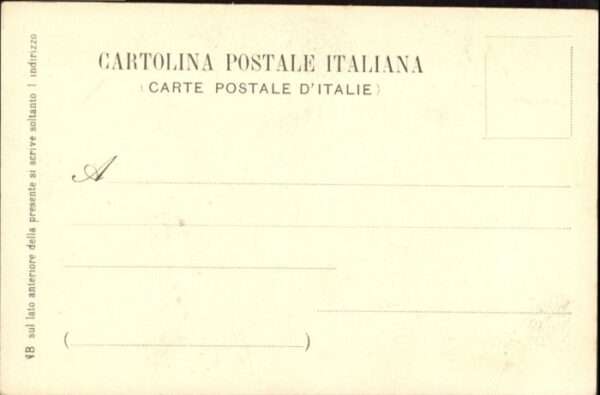 CARTOLINA POSTALE ITALIANA
(CARTE POSTALE D'ITALIE)
A
( )
NB sul lato anteriore della presente si scrive soltanto l indirizzo